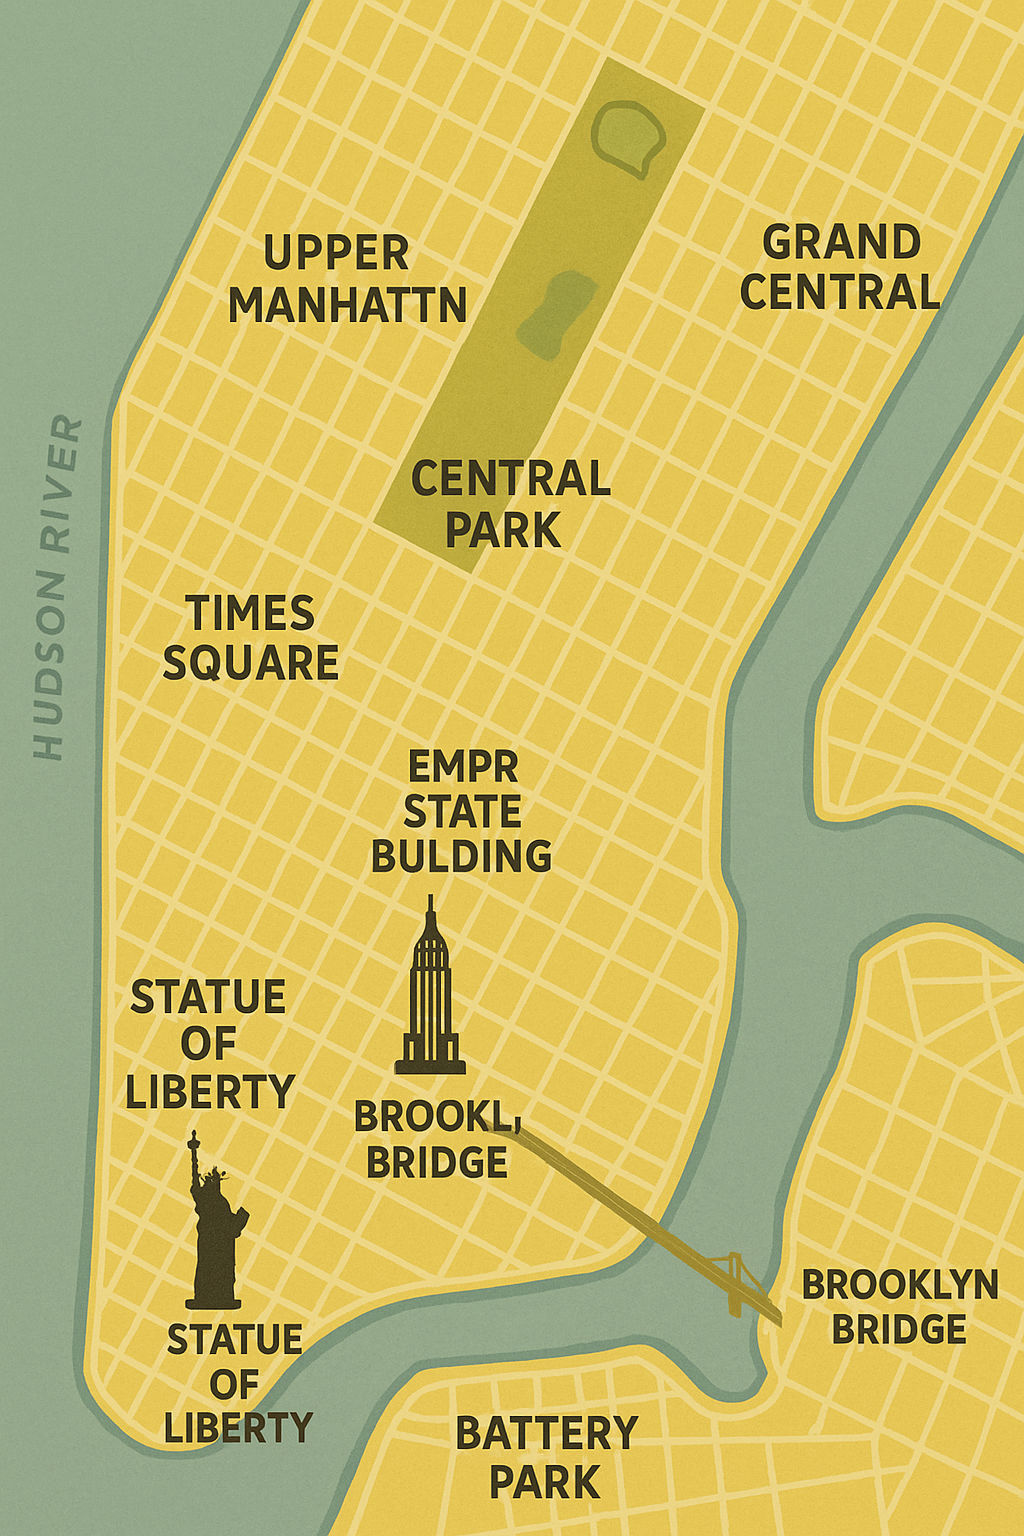 UPPER
MANHATTN
GRAND
CENTRAL
HUDSON RIVER
CENTRAL
PARK
TIMES
SQUARE
EMPR
STATE
BULDING
STATUE
OF
LIBERTY
BROOKL,
BRIDGE
BROOKLYN
BRIDGE
STATUE
OF
LIBERTY
BATTERY
PARK